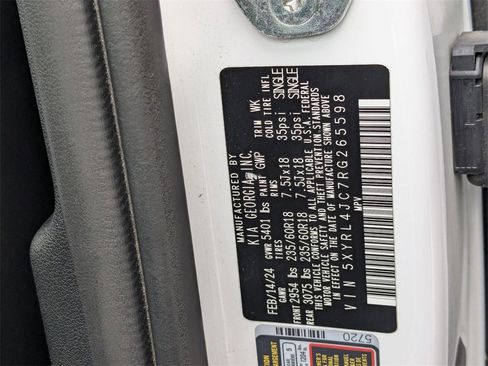 MANUFACTURED BY
KIA GEORGIA, INC.
FEB/14/24 GVWR 5401 lbs PAINT GWP TRIM WK
GAWR RIMS COLD TIRE INFL
FRONT 2954 lbs 235/60R18 7.5Jx18 35psi SINGLE
REAR 3075 lbs 235/60R18 7.5Jx18 35psi SINGLE
THIS VEHICLE CONFORMS TO ALL APPLICABLE U.S.A. FEDERAL
MOTOR VEHICLE SAFETY AND THEFT PREVENTION STANDARDS
IN EFFECT ON THE DATE OF MANUFACTURE SHOWN ABOVE
VIN 5XYRL4JC7RG265598
MPV
5720